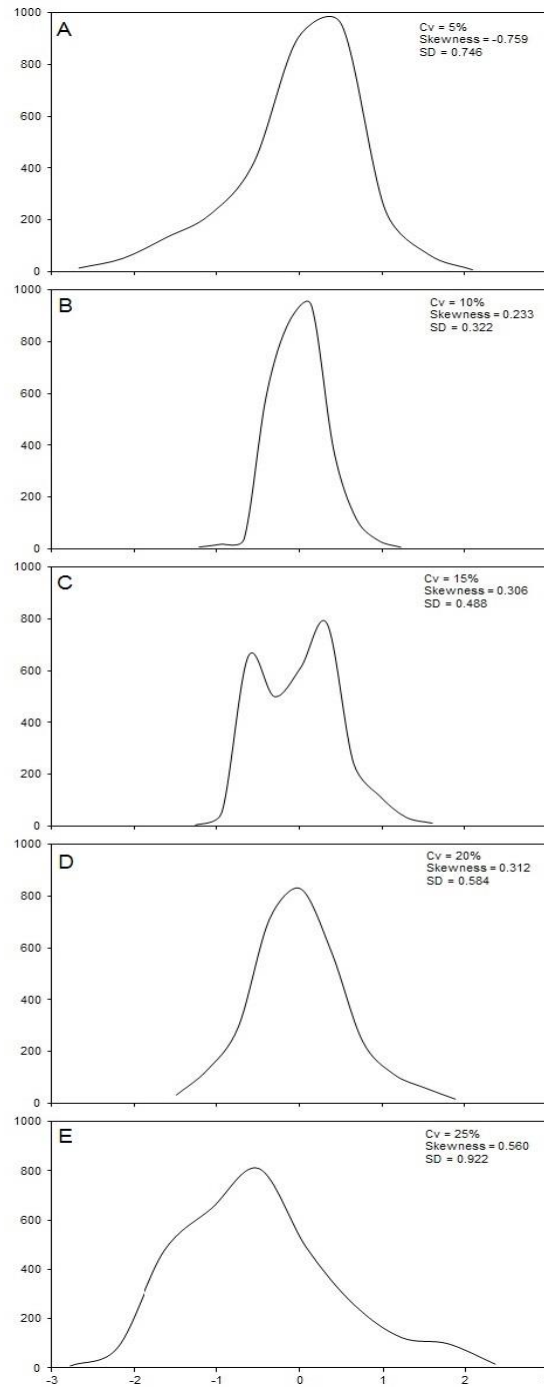 A
Cv = 5%
Skewness = -0.759
SD = 0.746
1000
800
600
400
200
0
B
Cv = 10%
Skewness = 0.233
SD = 0.322
1000
800
600
400
200
0
C
Cv = 15%
Skewness = 0.306
SD = 0.488
1000
800
600
400
200
0
D
Cv = 20%
Skewness = 0.312
SD = 0.584
1000
800
600
400
200
0
E
Cv = 25%
Skewness = 0.560
SD = 0.922
1000
800
600
400
200
0
-3 -2 -1 0 1 2